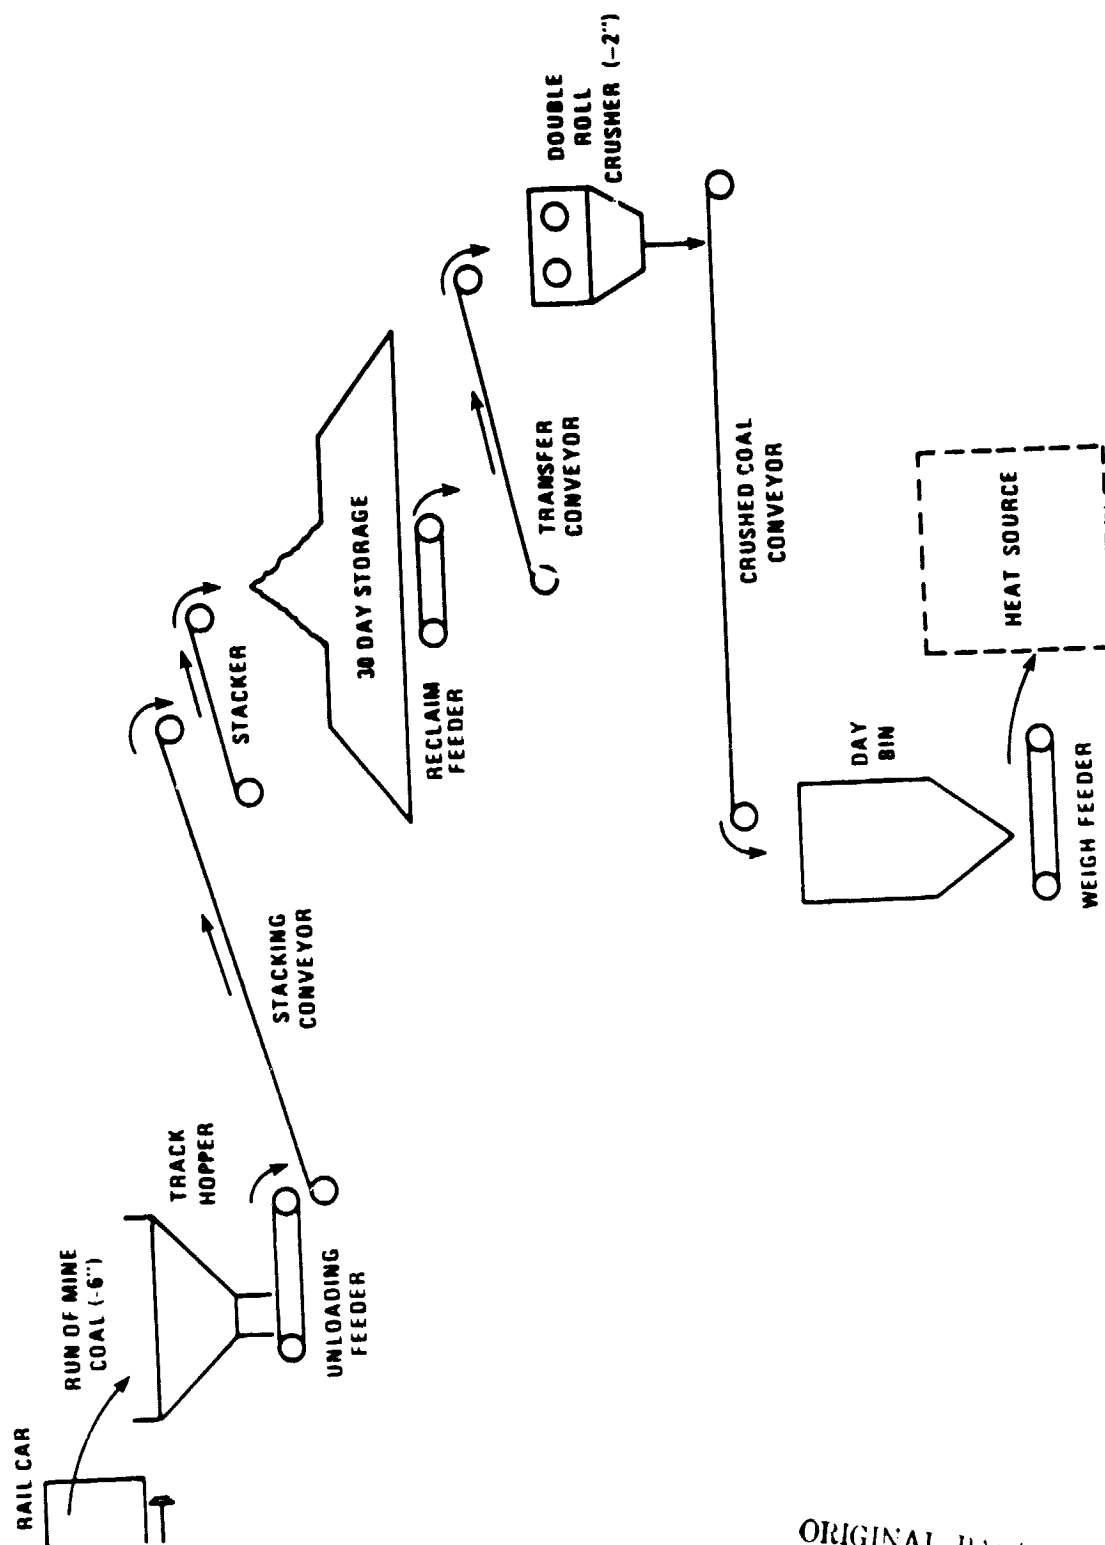 RAIL CAR
RUN OF MINE
COAL (-6")
TRACK
HOPPER
UNLOADING
FEEDER
STACKING
CONVEYOR
STACKER
30 DAY STORAGE
RECLAIM
FEEDER
TRANSFER
CONVEYOR
DOUBLE
ROLL
CRUSHER (-2")
CRUSHED COAL
CONVEYOR
DAY
BIN
WEIGH FEEDER
HEAT SOURCE
ORIGINAL